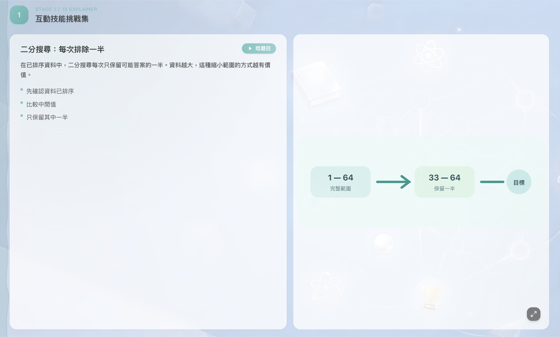 1
STAGE 1 / 12 EXPLAINER
互動技能挑戰集
二分搜尋：每次排除一半
在已排序資料中，二分搜尋每次只保留可能答案的一半。資料越大，這種縮小範圍的方式越有價
值。
先確認資料已排序
比較中間值
只保留其中一半
1 — 64
完整範圍
33 — 64
保留一半
目標